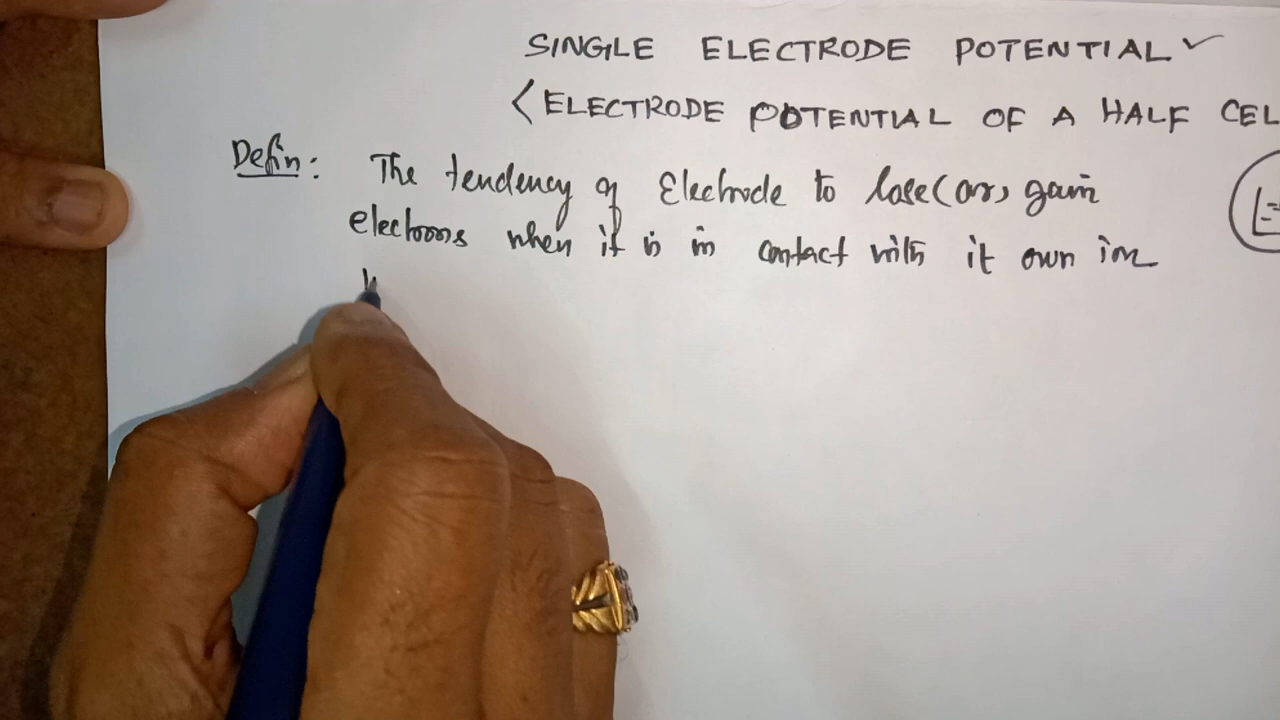 SINGLE ELECTRODE POTENTIAL
(ELECTRODE POTENTIAL OF A HALF CEL
Defin: The tendency of Electrode to lose (or) gain
electrons when it is in contact with it own ion